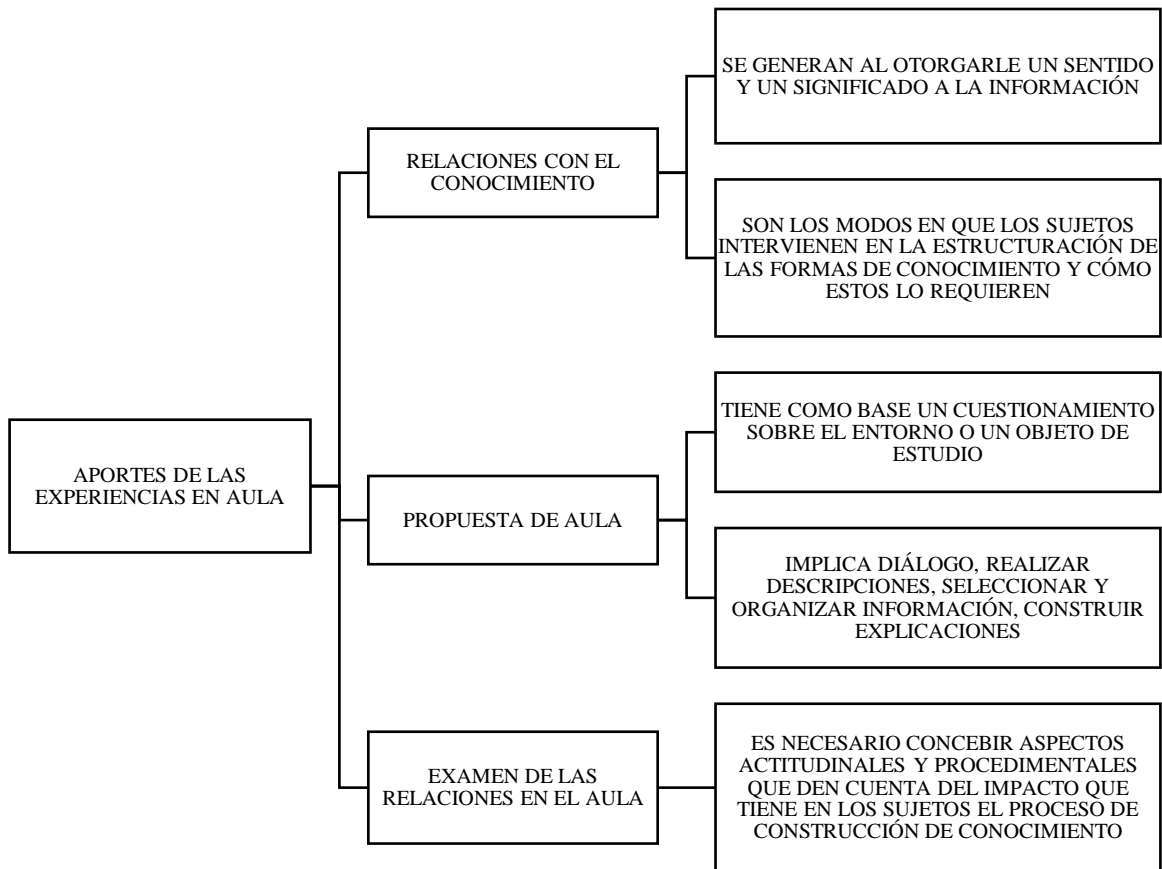 SE GENERAN AL OTORGARLE UN SENTIDO
Y UN SIGNIFICADO A LA INFORMACIÓN
RELACIONES CON EL
CONOCIMIENTO
SON LOS MODOS EN QUE LOS SUJETOS
INTERVIENEN EN LA ESTRUCTURACIÓN DE
LAS FORMAS DE CONOCIMIENTO Y CÓMO
ESTOS LO REQUIEREN
APORTES DE LAS
EXPERIENCIAS EN AULA
TIENE COMO BASE UN CUESTIONAMIENTO
SOBRE EL ENTORNO O UN OBJETO DE
ESTUDIO
PROPUESTA DE AULA
IMPLICA DIÁLOGO, REALIZAR
DESCRIPCIONES, SELECCIONAR Y
ORGANIZAR INFORMACIÓN, CONSTRUIR
EXPLICACIONES
EXAMEN DE LAS
RELACIONES EN EL AULA
ES NECESARIO CONCEBIR ASPECTOS
ACTITUDINALES Y PROCEDIMENTALES
QUE DEN CUENTA DEL IMPACTO QUE
TIENE EN LOS SUJETOS EL PROCESO DE
CONSTRUCCIÓN DE CONOCIMIENTO